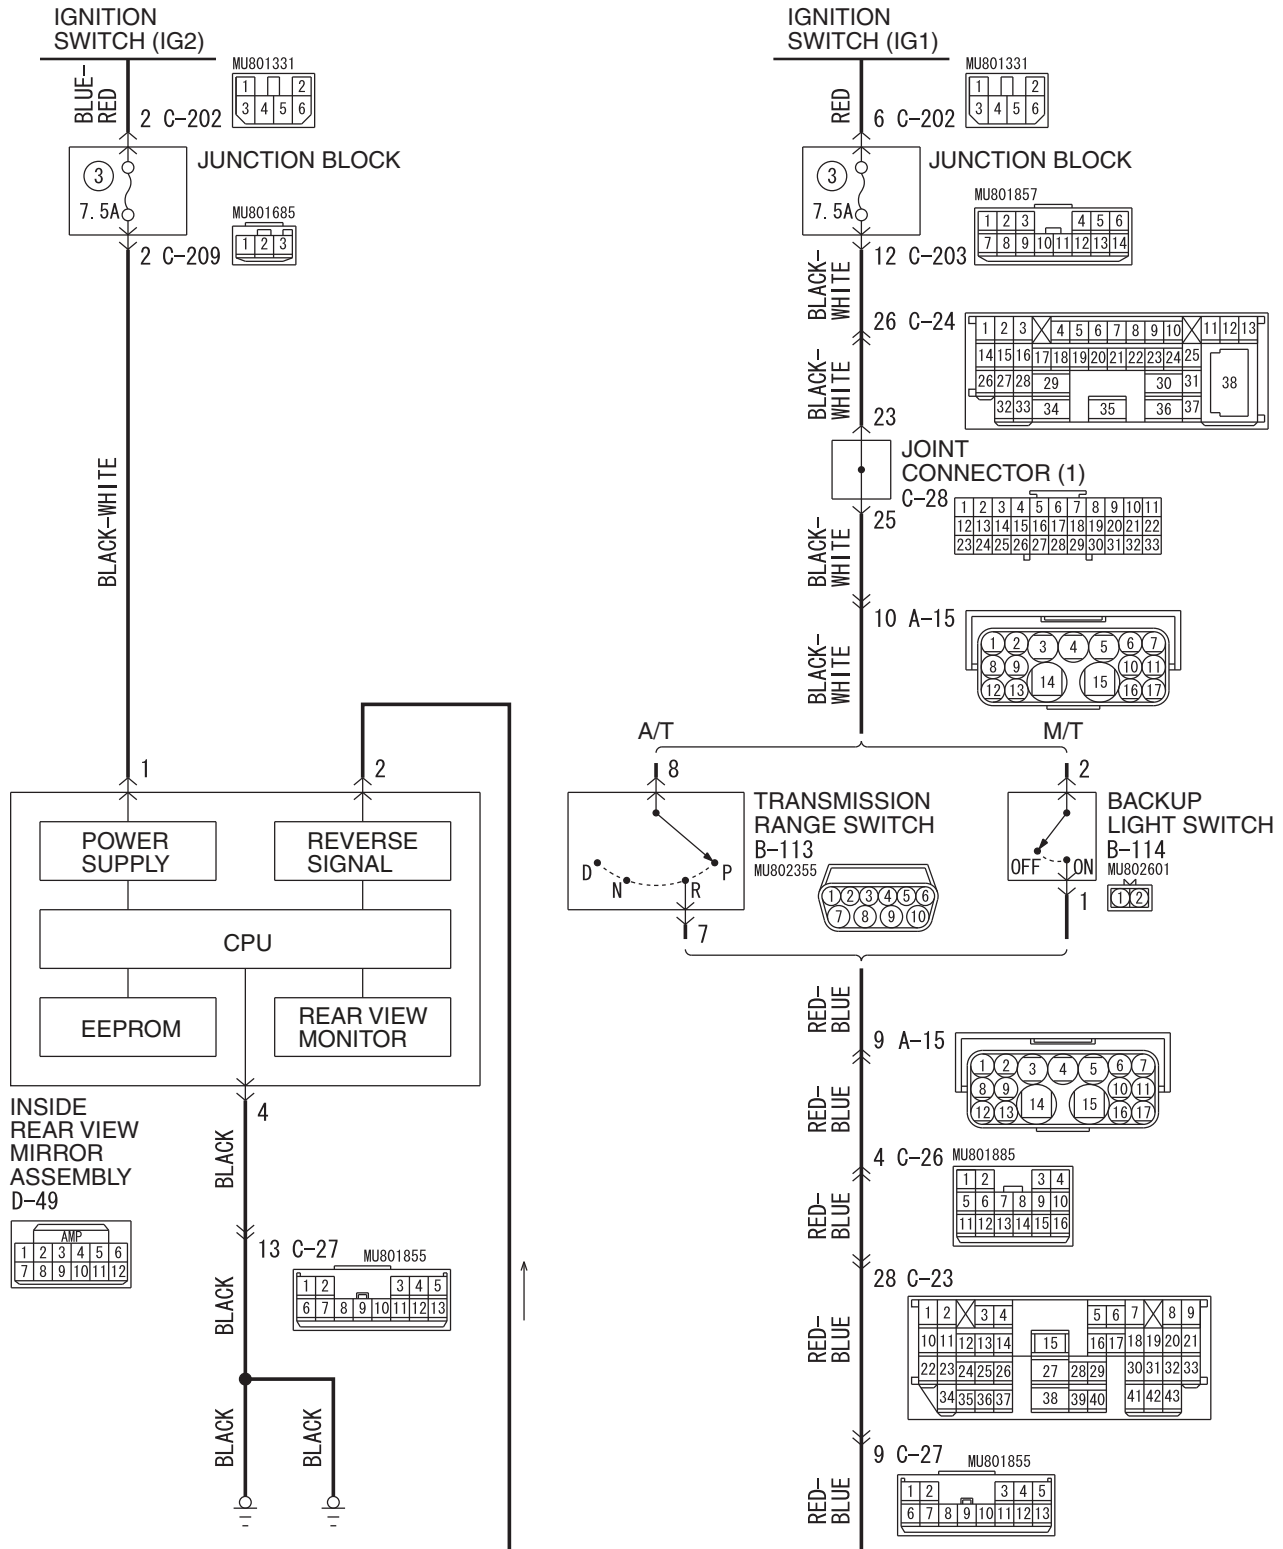 IGNITION
SWITCH (IG2)
BLUE-
RED
MU801331
1 2
3 4 5 6
2 C-202
JUNCTION BLOCK
3
7.5A
MU801685
1 2 3
2 C-209
BLACK-WHITE
1
2
POWER
SUPPLY
REVERSE
SIGNAL
CPU
EEPROM
REAR VIEW
MONITOR
4
INSIDE
REAR VIEW
MIRROR
ASSEMBLY
D-49
AMP
1 2 3 4 5 6
7 8 9 10 11 12
BLACK
13 C-27
MU801855
1 2 3 4 5
6 7 8 9 10 11 12 13
BLACK
BLACK
BLACK
IGNITION
SWITCH (IG1)
RED
MU801331
1 2
3 4 5 6
6 C-202
JUNCTION BLOCK
3
7.5A
MU801857
1 2 3 4 5 6
7 8 9 10 11 12 13 14
12 C-203
BLACK-
WHITE
26 C-24
1 2 3 4 5 6 7 8 9 10 11 12 13
14 15 16 17 18 19 20 21 22 23 24 25
26 27 28 29 30 31 38
32 33 34 35 36 37
BLACK-
WHITE
23
JOINT
CONNECTOR (1)
C-28
1 2 3 4 5 6 7 8 9 10 11
12 13 14 15 16 17 18 19 20 21 22
23 24 25 26 27 28 29 30 31 32 33
25
BLACK-
WHITE
10 A-15
1 2 3 4 5 6 7
8 9 10 11
12 13 14 15 16 17
BLACK-
WHITE
A/T
M/T
8
2
TRANSMISSION
RANGE SWITCH
B-113
MU802355
1 2 3 4 5 6
7 8 9 10
D
N
R
P
7
BACKUP
LIGHT SWITCH
B-114
MU802601
1 2
OFF
ON
1
RED-
BLUE
9 A-15
1 2 3 4 5 6 7
8 9 10 11
12 13 14 15 16 17
RED-
BLUE
4 C-26
MU801885
1 2 3 4
5 6 7 8 9 10
11 12 13 14 15 16
RED-
BLUE
28 C-23
1 2 3 4 5 6 7 8 9
10 11 12 13 14 15 16 17 18 19 20 21
22 23 24 25 26 27 28 29 30 31 32 33
34 35 36 37 38 39 40 41 42 43
RED-
BLUE
9 C-27
MU801855
1 2 3 4 5
6 7 8 9 10 11 12 13
RED-
BLUE